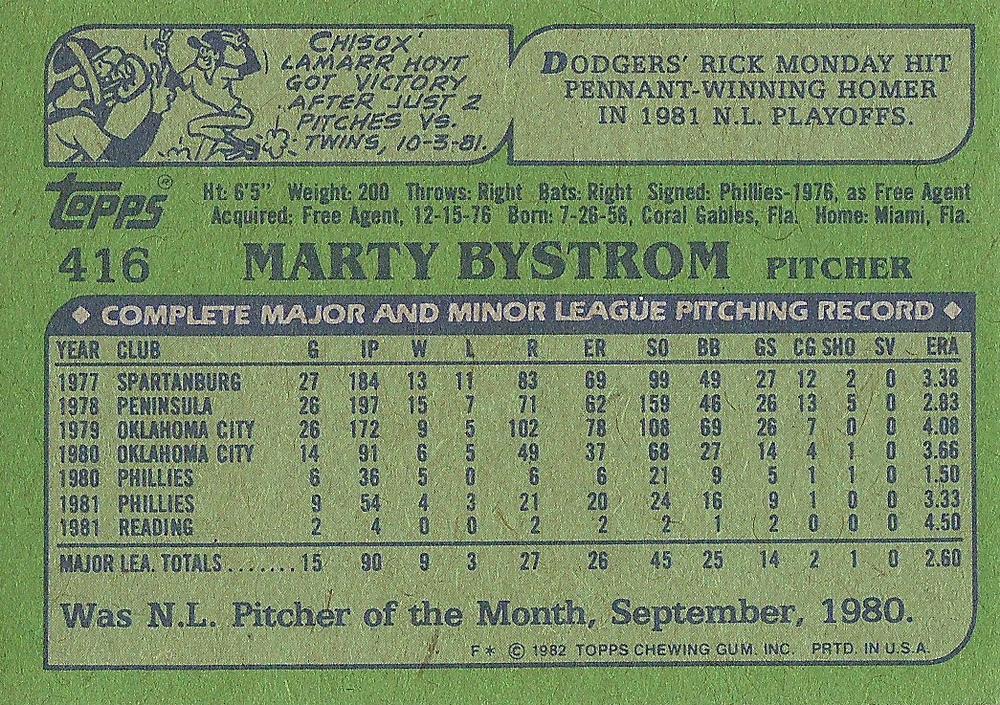 CHISOX'
LAMARR HOYT
GOT VICTORY
AFTER JUST 2
PITCHES VS.
TWINS, 10-3-81.
DODGERS' RICK MONDAY HIT
PENNANT-WINNING HOMER
IN 1981 N.L. PLAYOFFS.
Topps®
Ht: 6'5" Weight: 200 Throws: Right Bats: Right Signed: Phillies-1976, as Free Agent
Acquired: Free Agent, 12-15-76 Born: 7-26-58, Coral Gables, Fla. Home: Miami, Fla.
416 MARTY BYSTROM PITCHER
◆ COMPLETE MAJOR AND MINOR LEAGUE PITCHING RECORD ◆
YEAR CLUB G IP W L R ER SO BB GS CG SHO SV ERA
1977 SPARTANBURG 27 184 13 11 83 69 99 49 27 12 2 0 3.38
1978 PENINSULA 26 197 15 7 71 62 159 46 26 13 5 0 2.83
1979 OKLAHOMA CITY 26 172 9 5 102 78 108 69 26 7 0 0 4.08
1980 OKLAHOMA CITY 14 91 6 5 49 37 68 27 14 4 1 0 3.66
1980 PHILLIES 6 36 5 0 6 6 21 9 5 1 1 0 1.50
1981 PHILLIES 9 54 4 3 21 20 24 16 9 1 0 0 3.33
1981 READING 2 4 0 0 2 2 2 1 2 0 0 0 4.50
MAJOR LEA. TOTALS.......15 90 9 3 27 26 45 25 14 2 1 0 2.60
Was N.L. Pitcher of the Month, September, 1980.
F* © 1982 TOPPS CHEWING GUM. INC. PRTD. IN U.S.A.